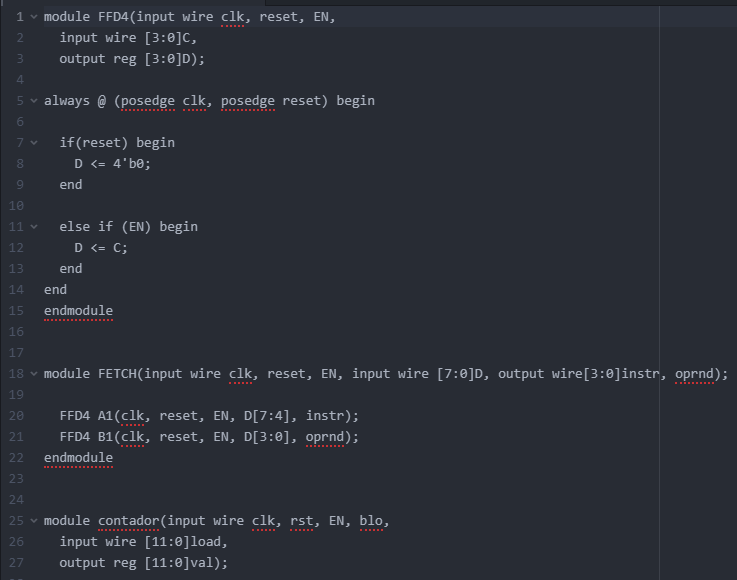 1 module FFD4(input wire clk, reset, EN,
2   input wire [3:0]C,
3   output reg [3:0]D);
4
5 always @ (posedge clk, posedge reset) begin
6
7   if(reset) begin
8     D <= 4'b0;
9   end
10
11   else if (EN) begin
12     D <= C;
13   end
14 end
15 endmodule
16
17
18 module FETCH(input wire clk, reset, EN, input wire [7:0]D, output wire[3:0]instr, oprnd);
19
20   FFD4 A1(clk, reset, EN, D[7:4], instr);
21   FFD4 B1(clk, reset, EN, D[3:0], oprnd);
22 endmodule
23
24
25 module contador(input wire clk, rst, EN, blo,
26   input wire [11:0]load,
27   output reg [11:0]val);